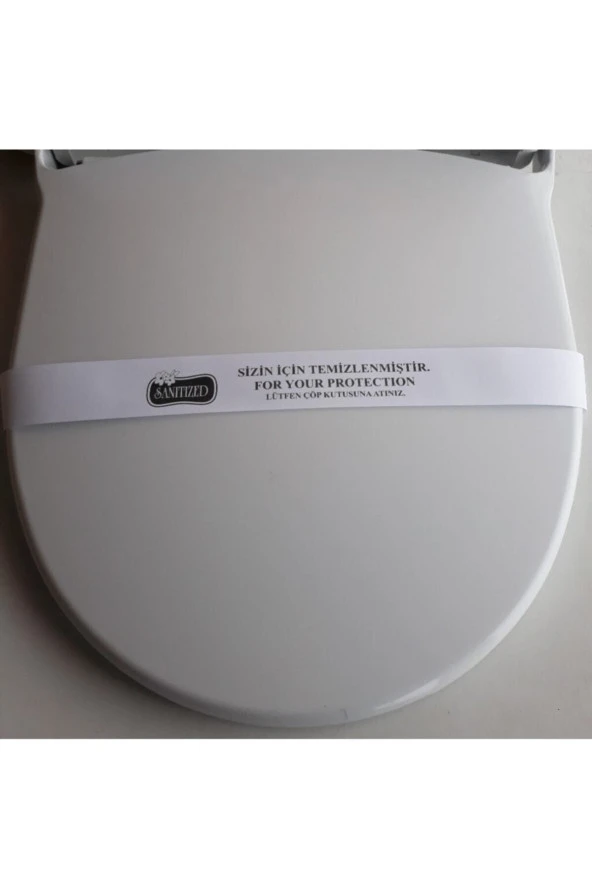 SANITIZED
SİZİN İÇİN TEMİZLENMİŞTİR.
FOR YOUR PROTECTION
LÜTFEN ÇÖP KUTUSUNA ATINIZ.